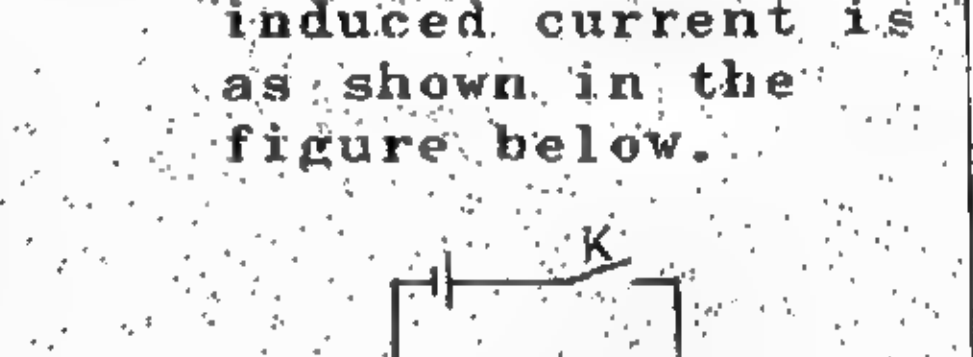 induced current is
as shown in the
figure below.
K